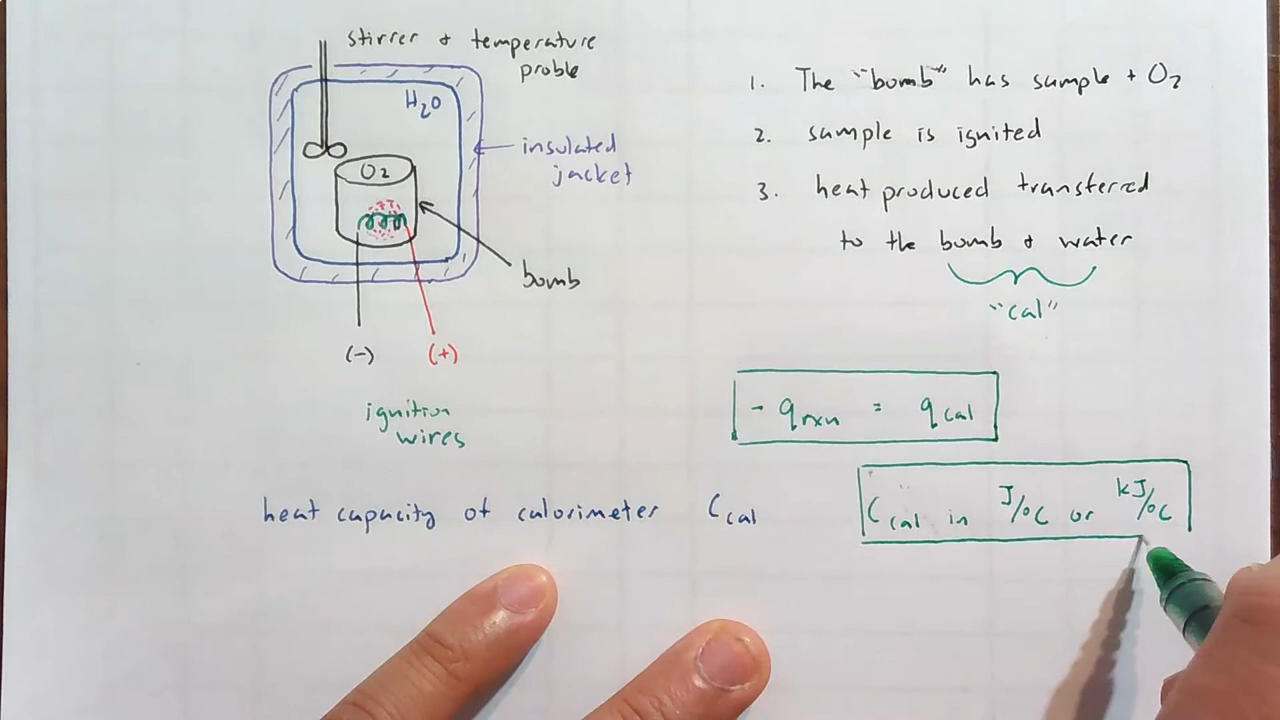 stirrer & temperature
proble
H2O
insulated
jacket
O2
bomb
(-) (+)
ignition
wires
1. The "bomb" has sample + O2
2. sample is ignited
3. heat produced transferred
to the bomb & water
"cal"
- qrxn = qcal
heat capacity of calorimeter Ccal
Ccal in J/°C or kJ/°C